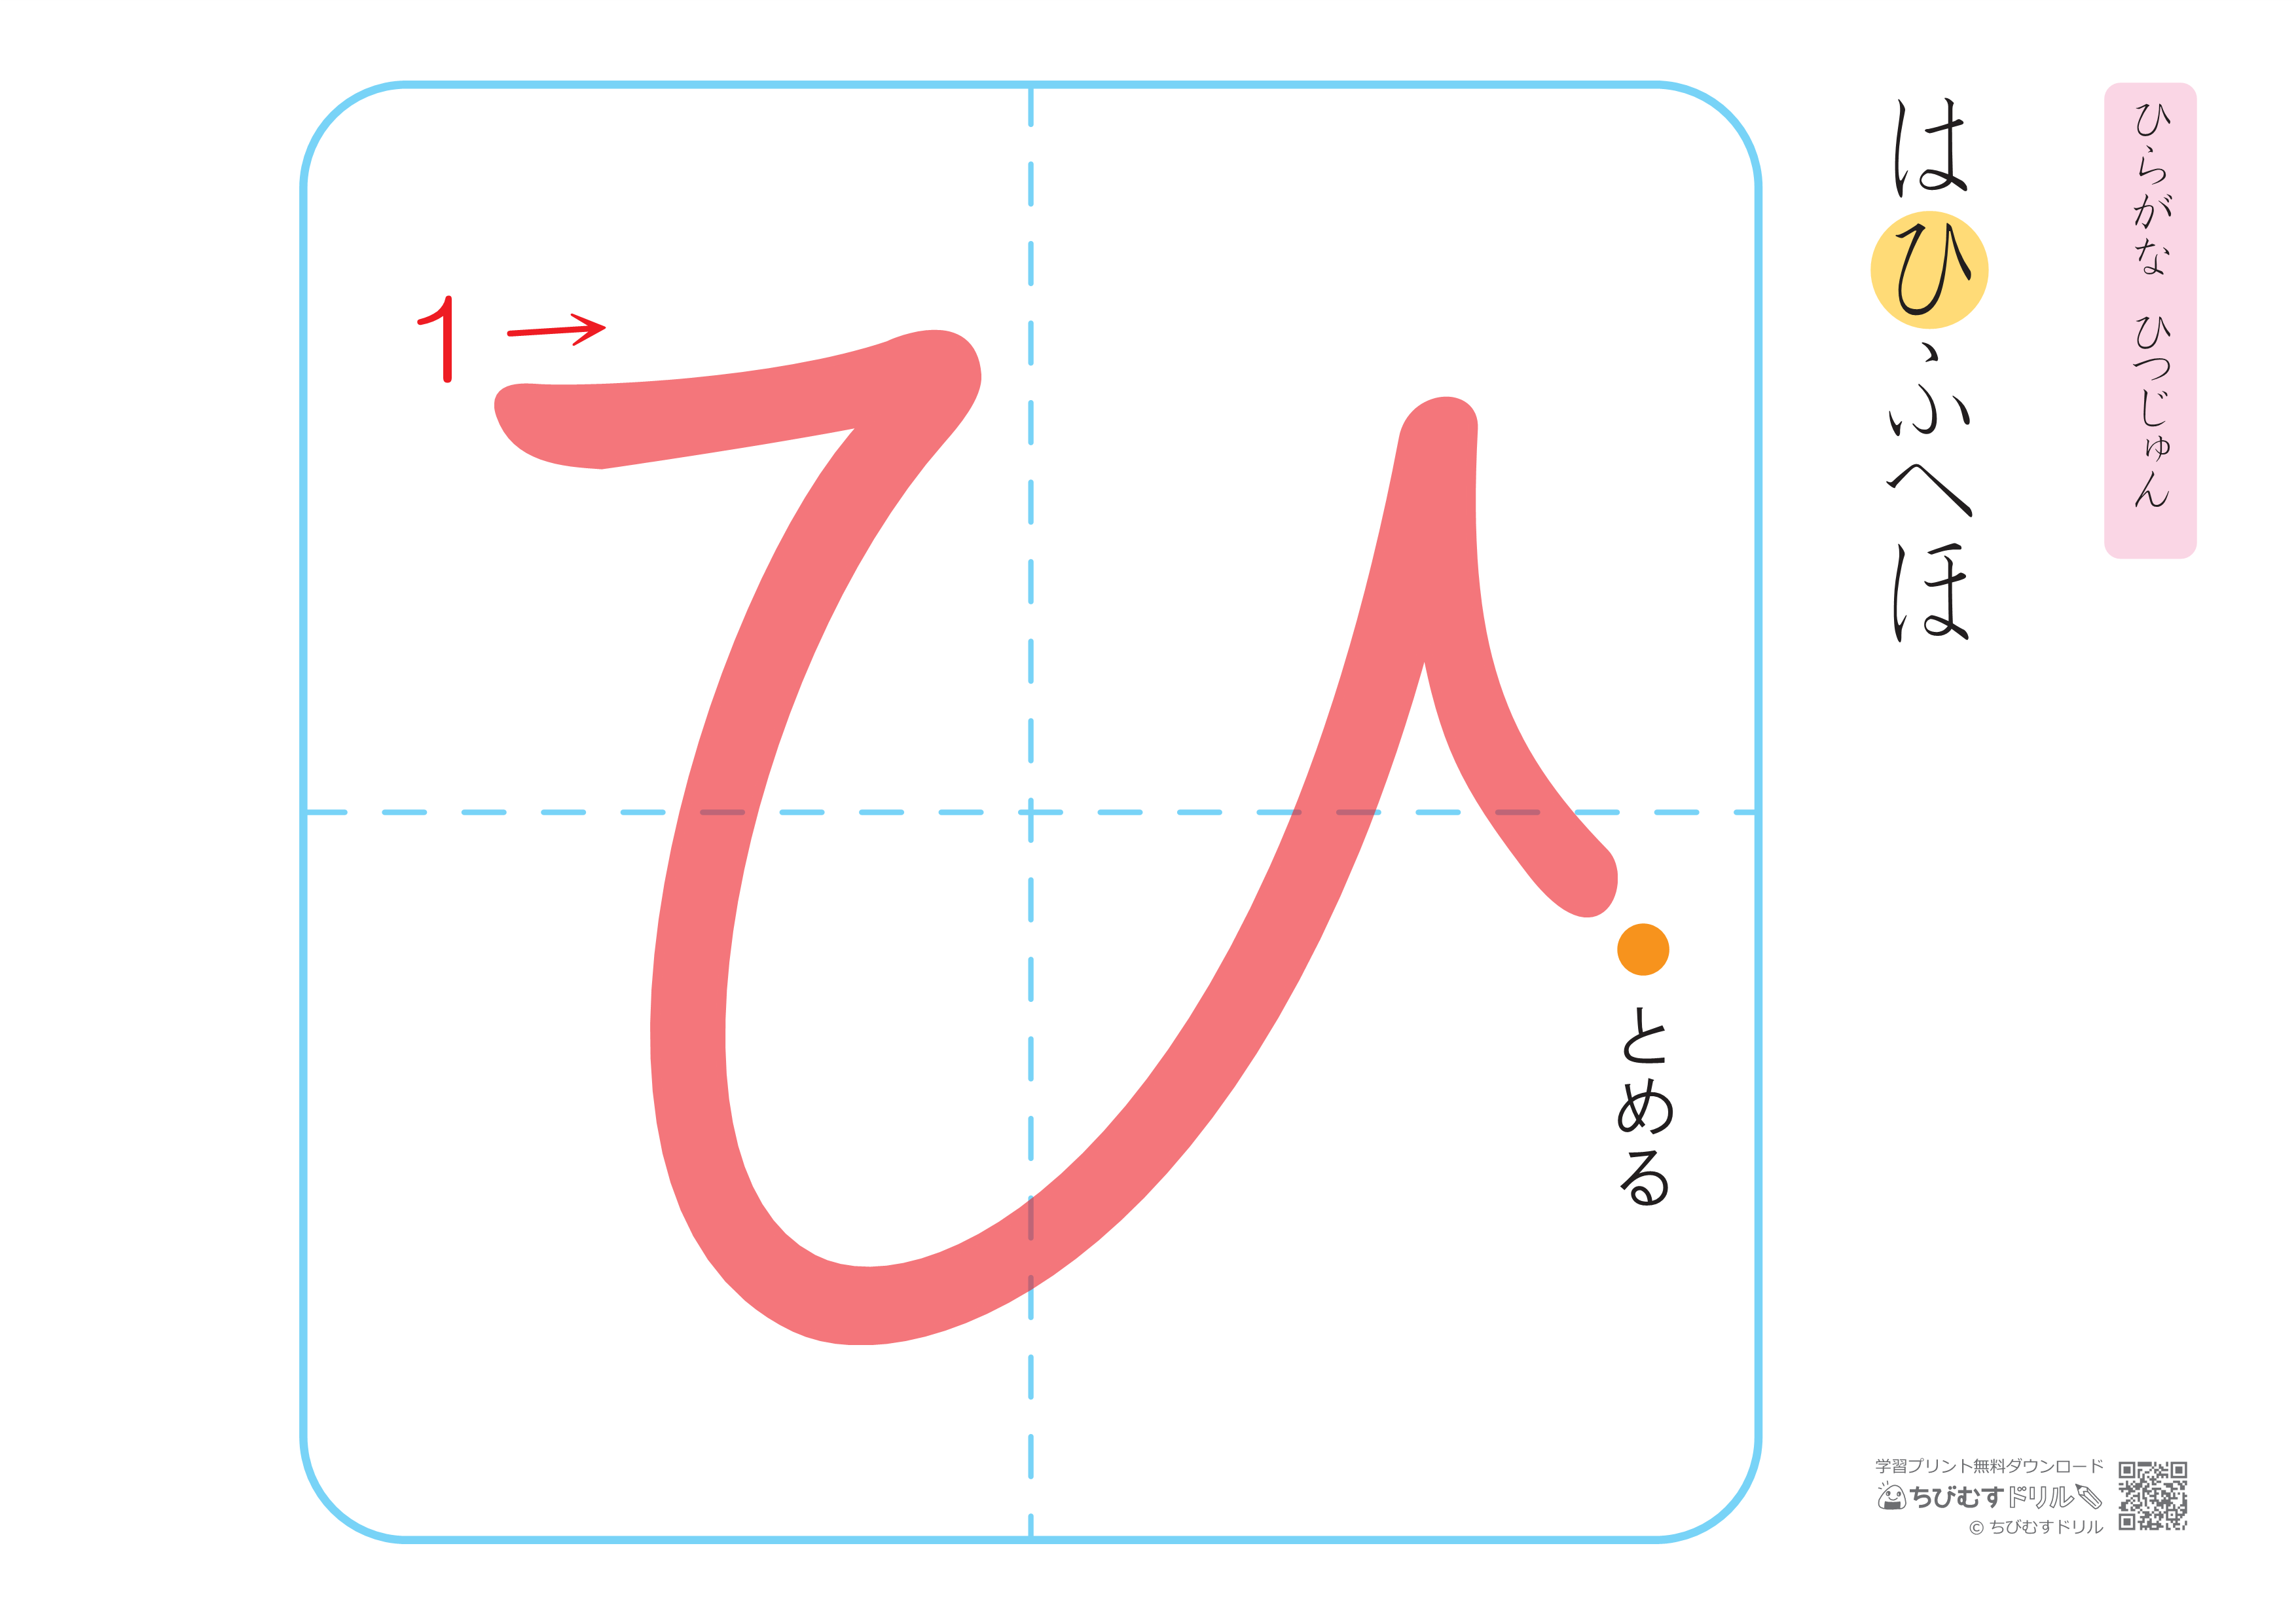 ひらがな ひつじゅん
はひふへほ
1
ひ
とめる
学習プリント無料ダウンロード
ちびむすドリル
© ちびむすドリル